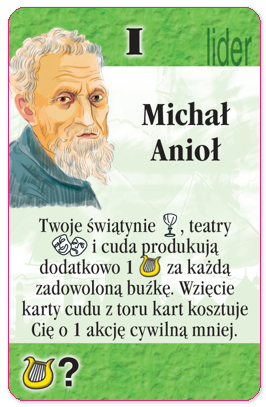 I
lider
Michał
Anioł
Twoje świątynie , teatry
i cuda produkują
dodatkowo 1 za każdą
zadowoloną buźkę. Wzięcie
karty cudu z toru kart kosztuje
Cię o 1 akcję cywilną mniej.
?